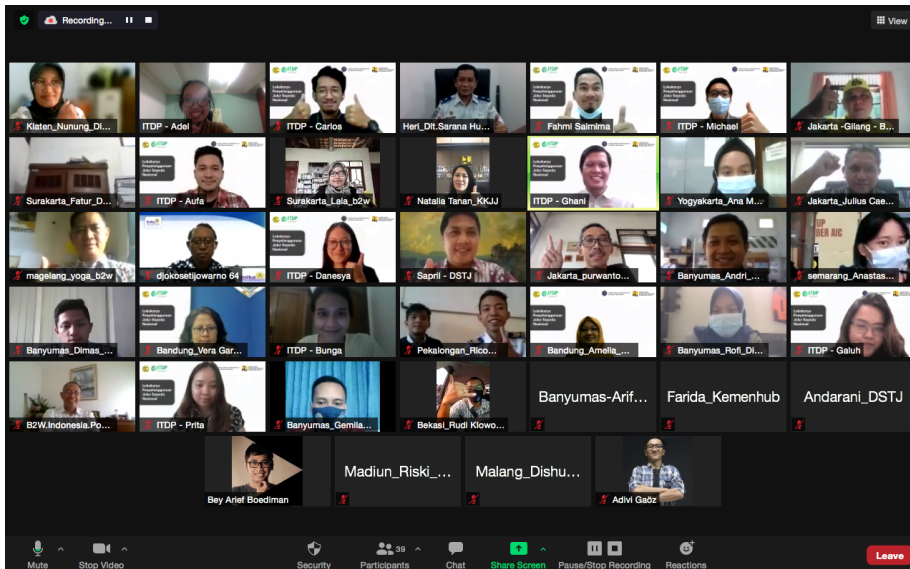 Recording...
View
Klaten_Nunung_Di...
ITDP - Adel
ITDP - Carlos
Heri_Dit.Sarana Hu...
Fahmi Saimima
ITDP - Michael
Jakarta -Gilang - B...
Surakarta_Fatur_D...
ITDP - Aufa
Surakarta_Lala_b2w
Natalia Tanan_KKJJ
ITDP - Ghani
Yogyakarta_Ana M...
Jakarta_Julius Cae...
magelang_yoga_b2w
djokosetijowarno 64
ITDP - Danesya
Sapril - DSTJ
Jakarta_purwanto...
Banyumas_Andri_...
semarang_Anastas...
Banyumas_Dimas_...
Bandung_Vera Gar...
ITDP - Bunga
Pekalongan_Rico...
Bandung_Amelia_...
Banyumas_Rofi_Di...
ITDP - Galuh
B2W.Indonesia.Po...
ITDP - Prita
Banyumas_Gemila...
Bekasi_Rudi Klowo...
Banyumas-Arif...
Farida_Kemenhub
Andarani_DSTJ
Bey Arief Boediman
Madiun_Riski_...
Malang_Dishu...
Adivi Gaöz
Mute
Stop Video
Security
Participants
39
Chat
Share Screen
Pause/Stop Recording
Reactions
Leave